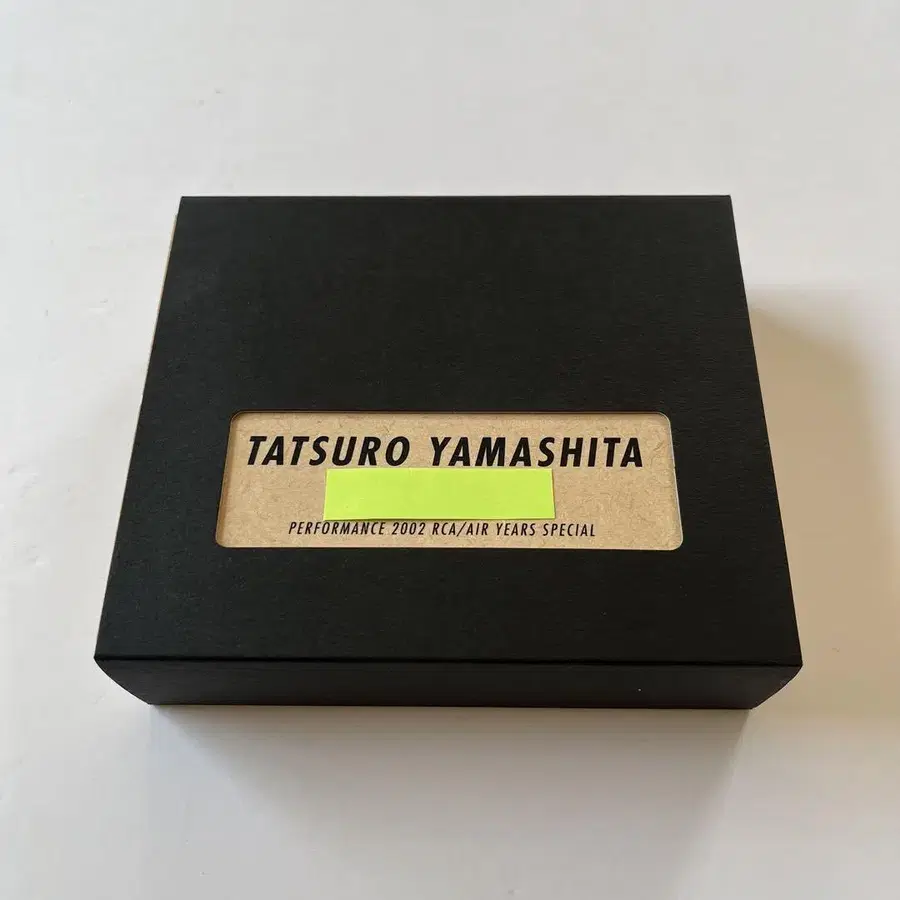 TATSURO YAMASHITA
PERFORMANCE 2002 RCA/AIR YEARS SPECIAL